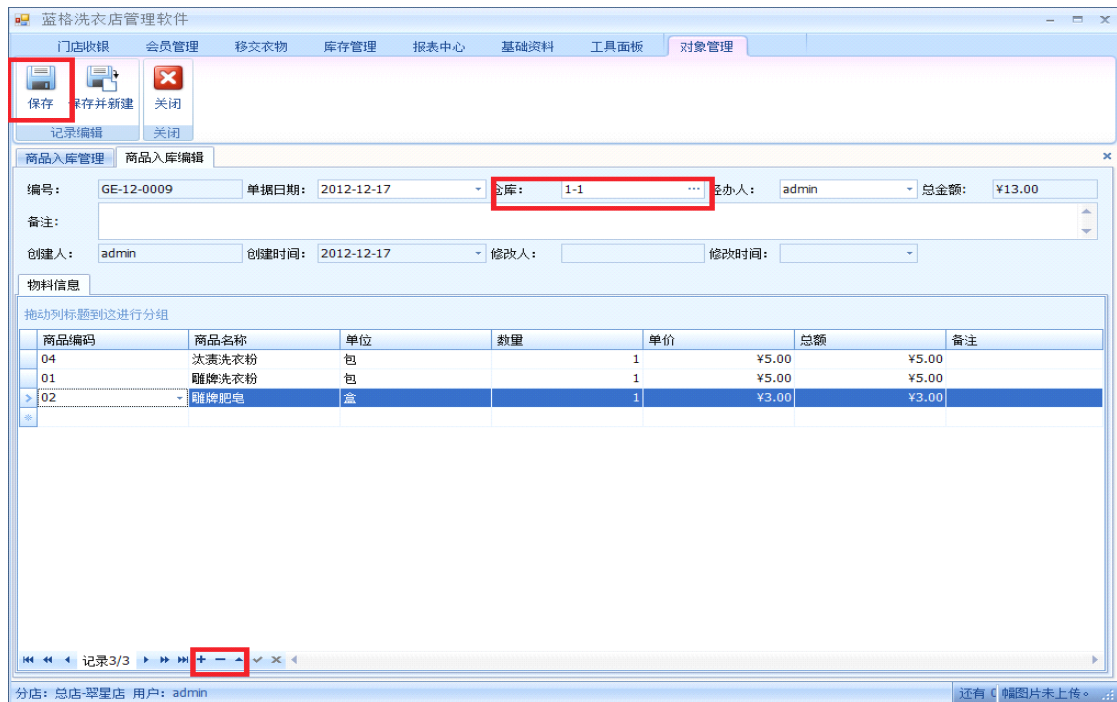 蓝格洗衣店管理软件
门店收银 会员管理 移交衣物 库存管理 报表中心 基础资料 工具面板 对象管理
保存 保存并新建 关闭
记录编辑 关闭
商品入库管理 商品入库编辑
编号: GE-12-0009 单据日期: 2012-12-17 仓库: 1-1 ... 经办人: admin 总金额: ¥13.00
备注:
创建人: admin 创建时间: 2012-12-17 修改人: 修改时间:
物料信息
拖动列标题到这进行分组
商品编码 商品名称 单位 数量 单价 总额 备注
04 汰渍洗衣粉 包 1 ¥5.00 ¥5.00
01 雕牌洗衣粉 包 1 ¥5.00 ¥5.00
02 雕牌肥皂 盒 1 ¥3.00 ¥3.00
记录3/3
分店: 总店-翠星店 用户: admin 还有 0 幅图片未上传。